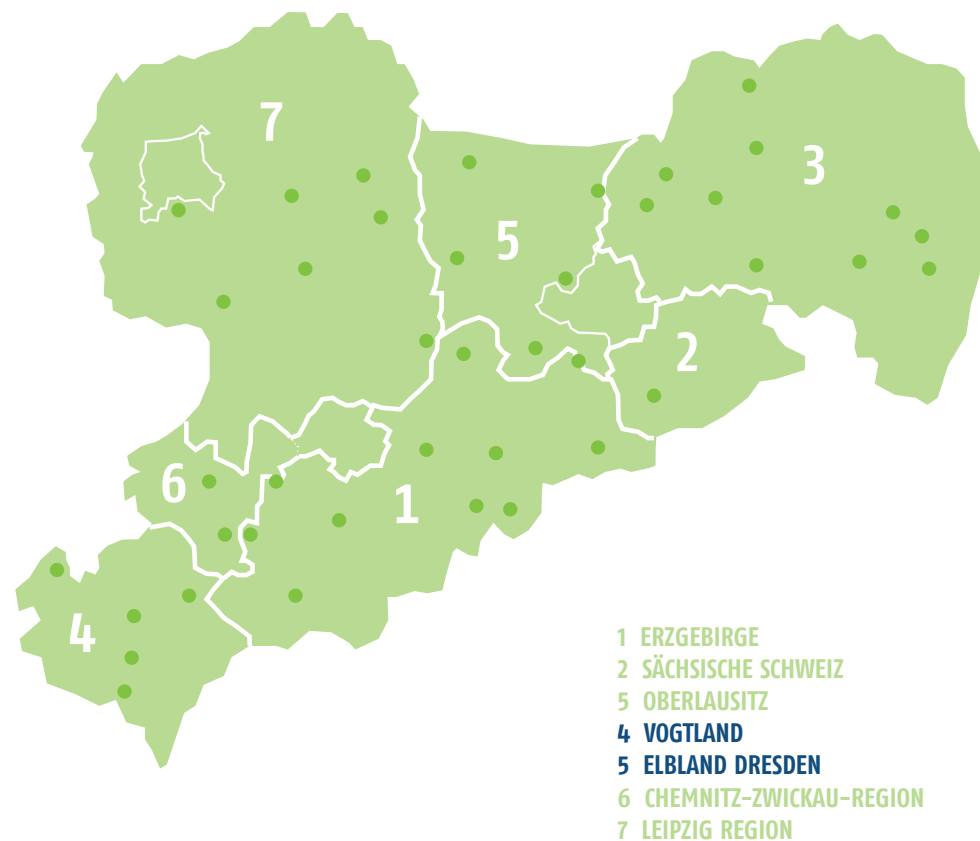 7
3
5
2
6
1
4
1 ERZGEBIRGE
2 SÄCHSISCHE SCHWEIZ
5 OBERLAUSITZ
4 VOGTLAND
5 ELBLAND DRESDEN
6 CHEMNITZ-ZWICKAU-REGION
7 LEIPZIG REGION